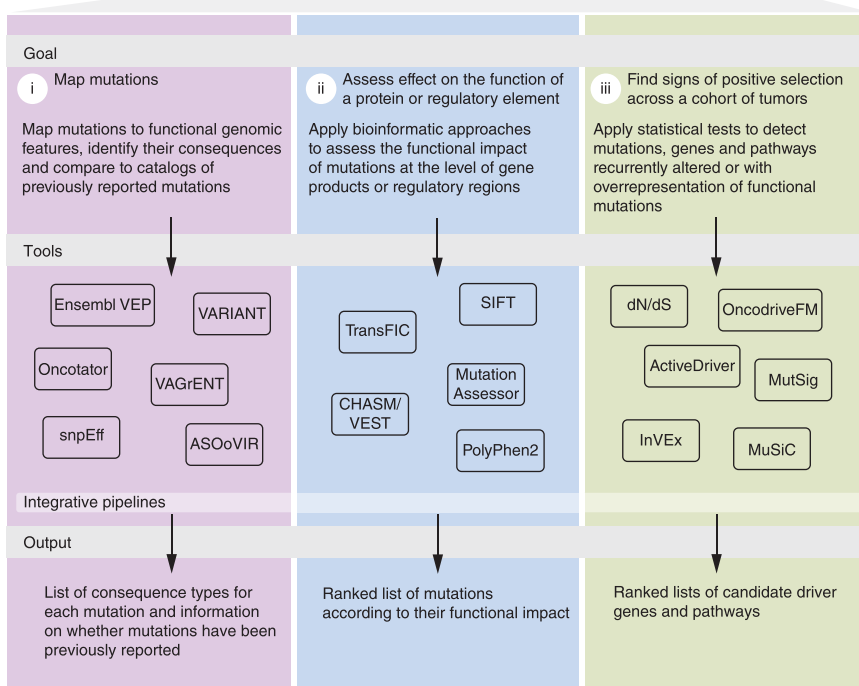 Goal
i
Map mutations
Map mutations to functional genomic
features, identify their consequences
and compare to catalogs of
previously reported mutations
ii
Assess effect on the function of
a protein or regulatory element
Apply bioinformatic approaches
to assess the functional impact
of mutations at the level of gene
products or regulatory regions
iii
Find signs of positive selection
across a cohort of tumors
Apply statistical tests to detect
mutations, genes and pathways
recurrently altered or with
overrepresentation of functional
mutations
Tools
Ensembl VEP
VARIANT
Oncotator
VAGrENT
snpEff
ASOoVIR
SIFT
TransFIC
Mutation
Assessor
CHASM/
VEST
PolyPhen2
dN/dS
OncodriveFM
ActiveDriver
MutSig
InVEx
MuSiC
Integrative pipelines
Output
List of consequence types for
each mutation and information
on whether mutations have been
previously reported
Ranked list of mutations
according to their functional impact
Ranked lists of candidate driver
genes and pathways